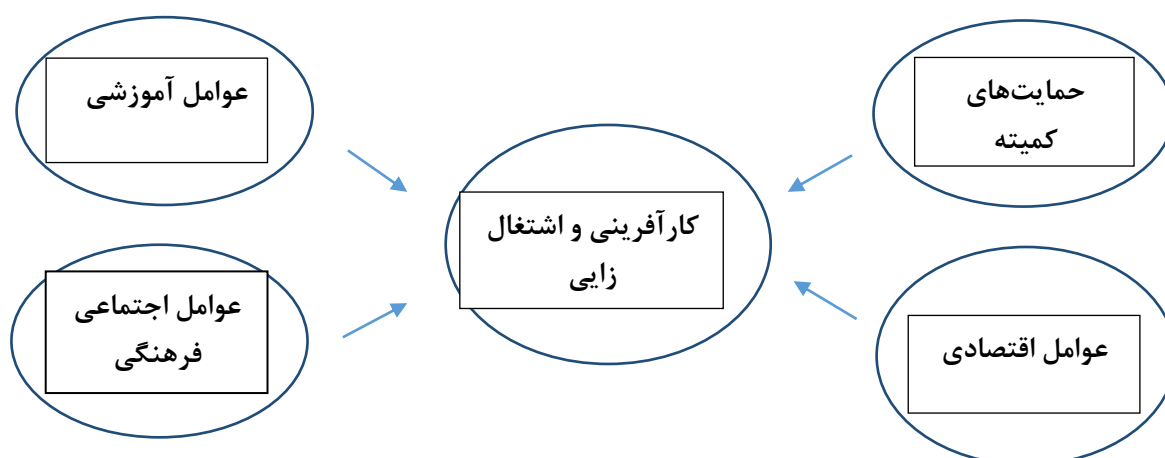 حمایت‌های
کمیته
عوامل آموزشی
کارآفرینی و اشتغال
زایی
عوامل اجتماعی
فرهنگی
عوامل اقتصادی